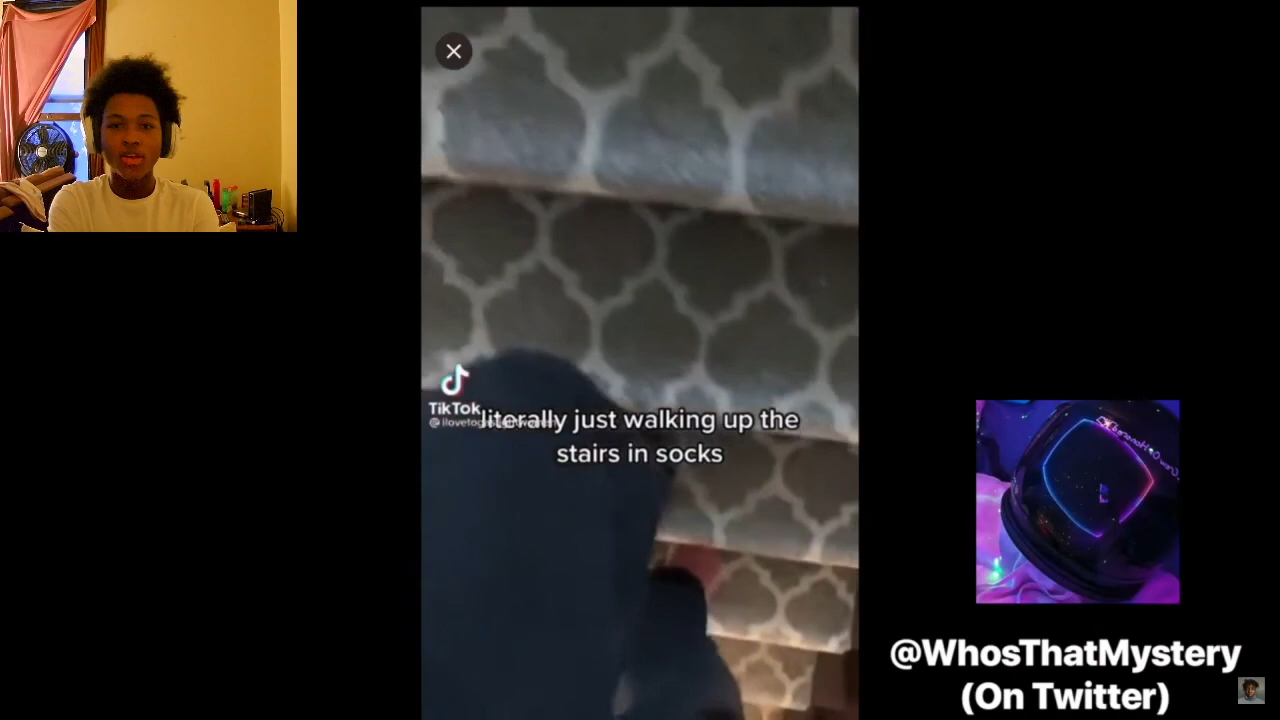 TikTok
literally just walking up the
stairs in socks
@WhosThatMystery
(On Twitter)